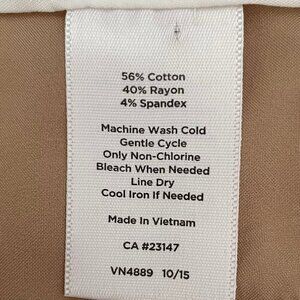 56% Cotton
40% Rayon
4% Spandex
Machine Wash Cold
Gentle Cycle
Only Non-Chlorine
Bleach When Needed
Line Dry
Cool Iron If Needed
Made In Vietnam
CA #23147
VN4889 10/15